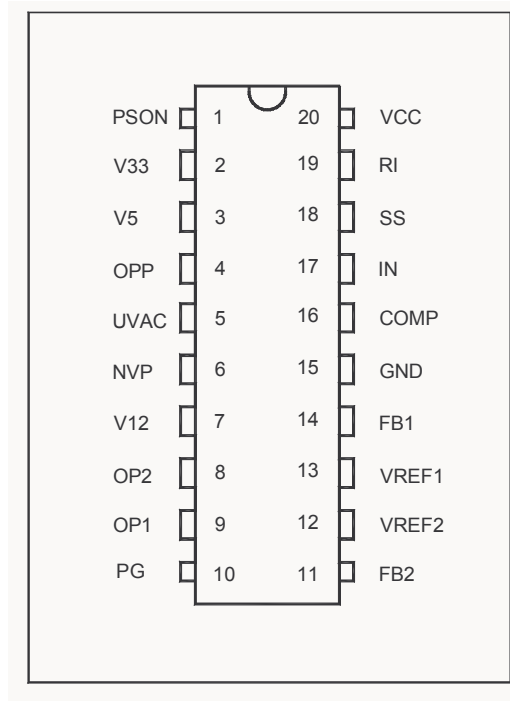 PSON 1 20 VCC
V33 2 19 RI
V5 3 18 SS
OPP 4 17 IN
UVAC 5 16 COMP
NVP 6 15 GND
V12 7 14 FB1
OP2 8 13 VREF1
OP1 9 12 VREF2
PG 10 11 FB2